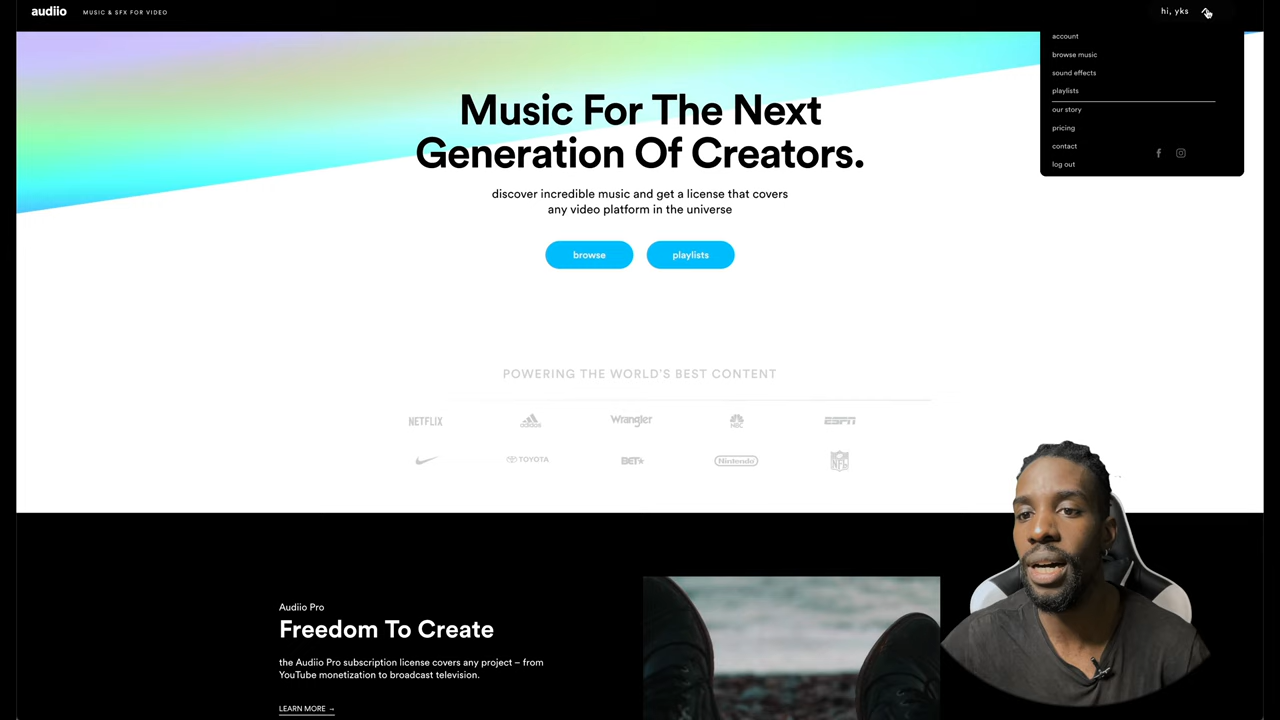 audiio
MUSIC & SFX FOR VIDEO
hi, yks
account
browse music
sound effects
playlists
our story
pricing
contact
log out
Music For The Next
Generation Of Creators.
discover incredible music and get a license that covers
any video platform in the universe
browse
playlists
POWERING THE WORLD'S BEST CONTENT
NETFLIX
adidas
Wrangler
NBC
ESPN
TOYOTA
BET
Nintendo
NFL
Audiio Pro
Freedom To Create
the Audiio Pro subscription license covers any project – from
YouTube monetization to broadcast television.
LEARN MORE →